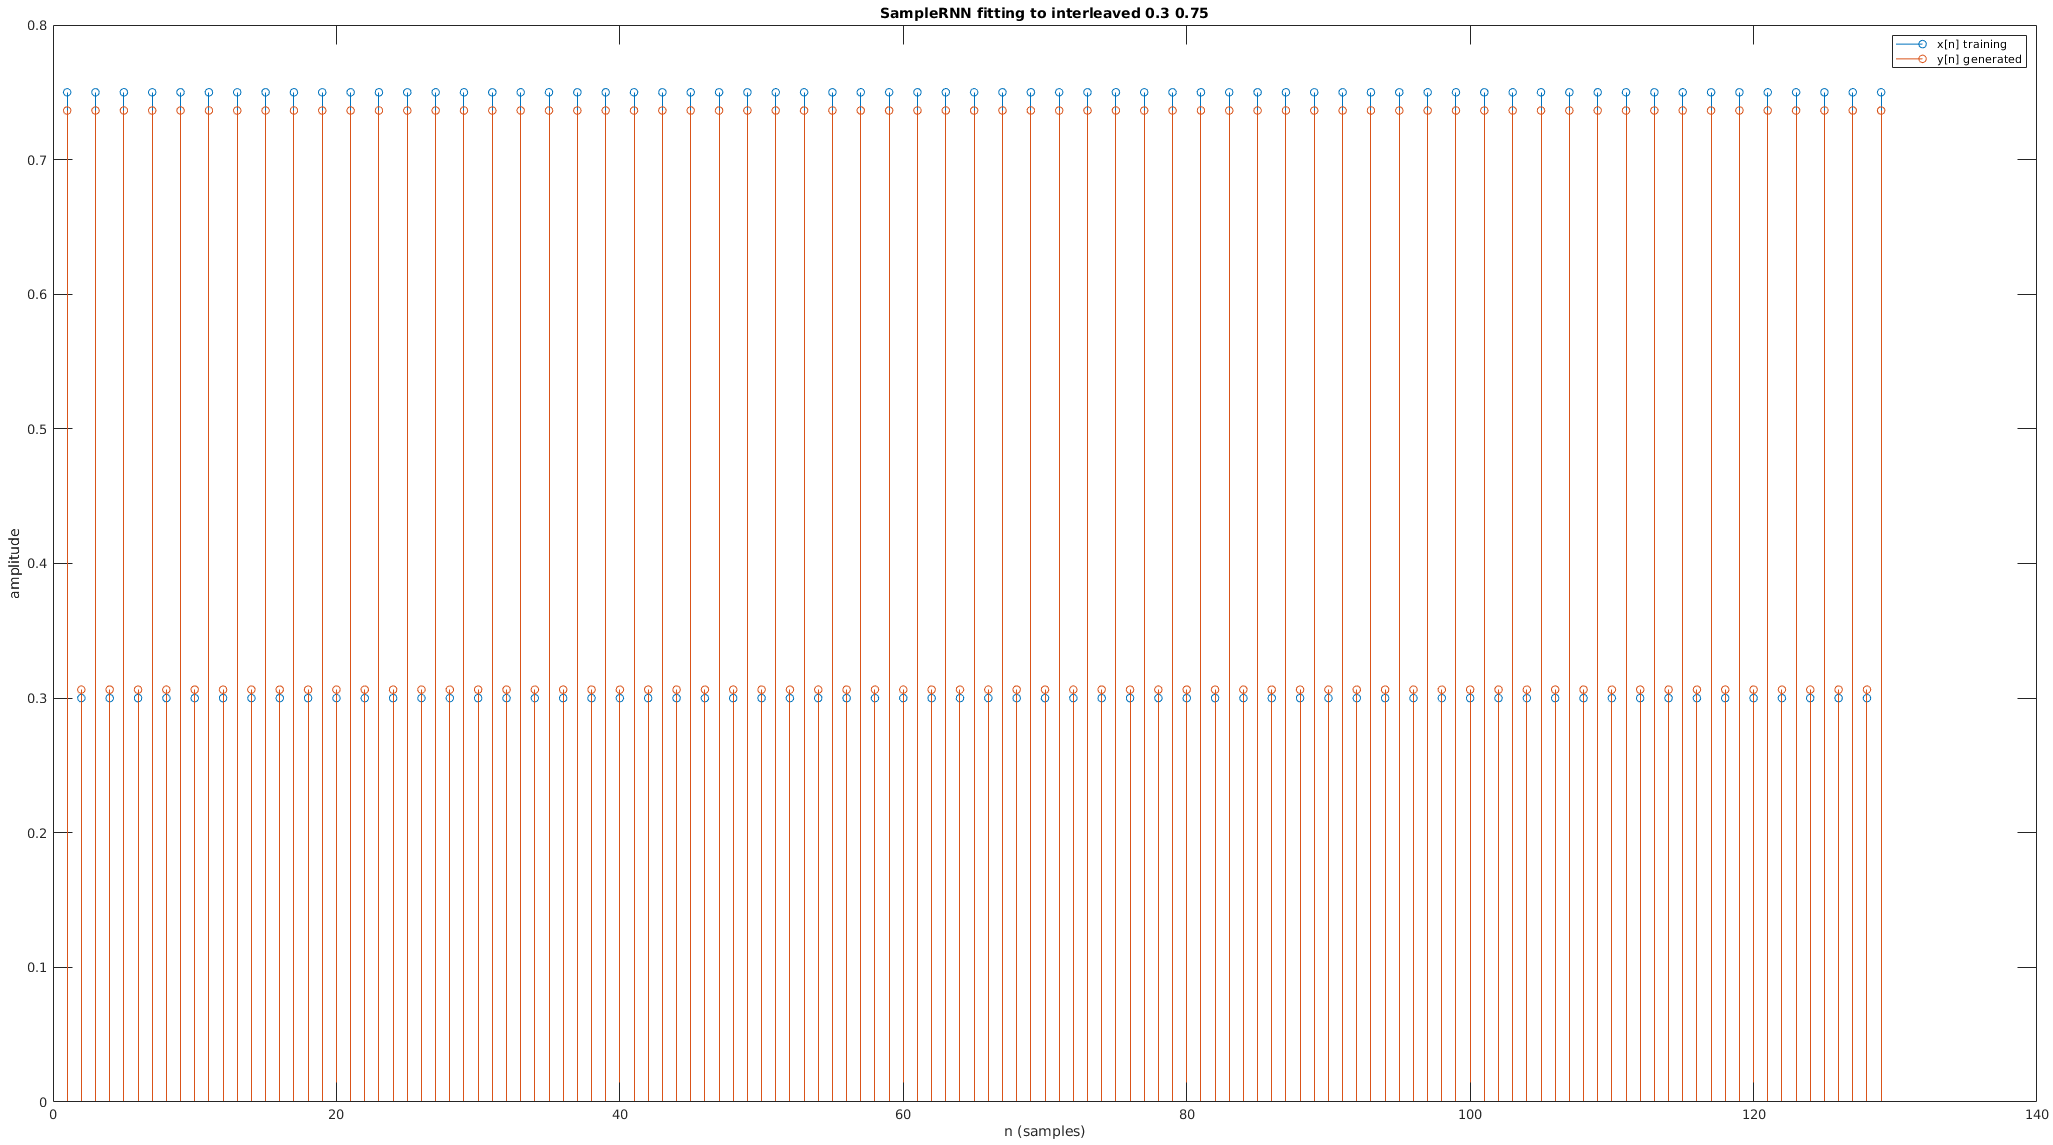 SampleRNN fitting to interleaved 0.3 0.75
x[n] training
y[n] generated
0.8
0.7
0.6
0.5
0.4
0.3
0.2
0.1
0
amplitude
0 20 40 60 80 100 120 140
n (samples)